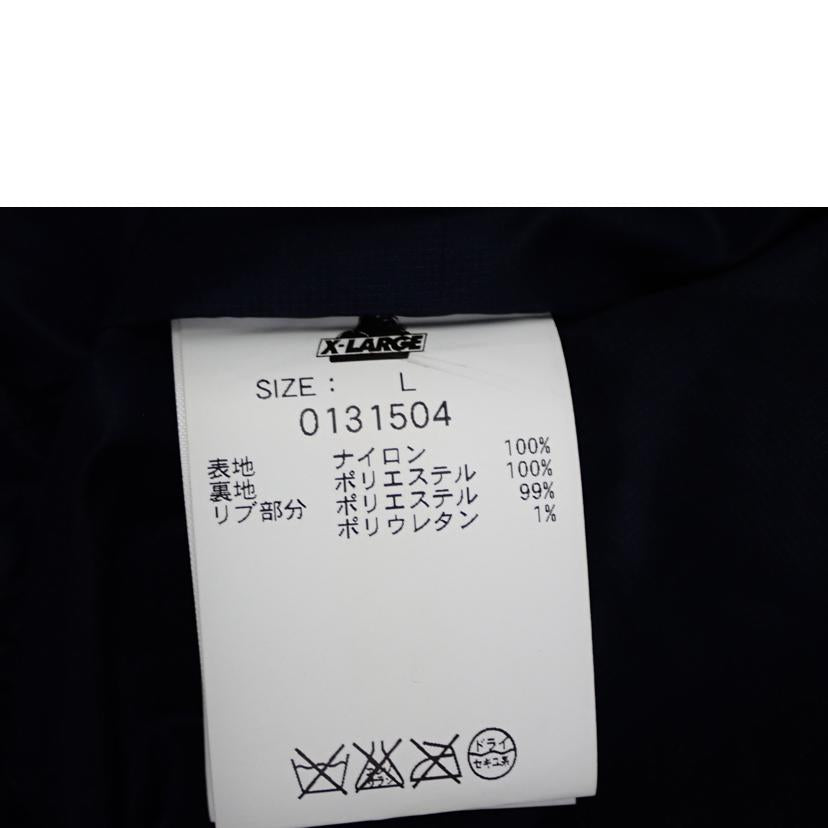 X-LARGE
SIZE : L
0131504
表地 ナイロン 100%
裏地 ポリエステル 100%
リブ部分 ポリエステル 99%
ポリウレタン 1%
ドライ
セキユ系